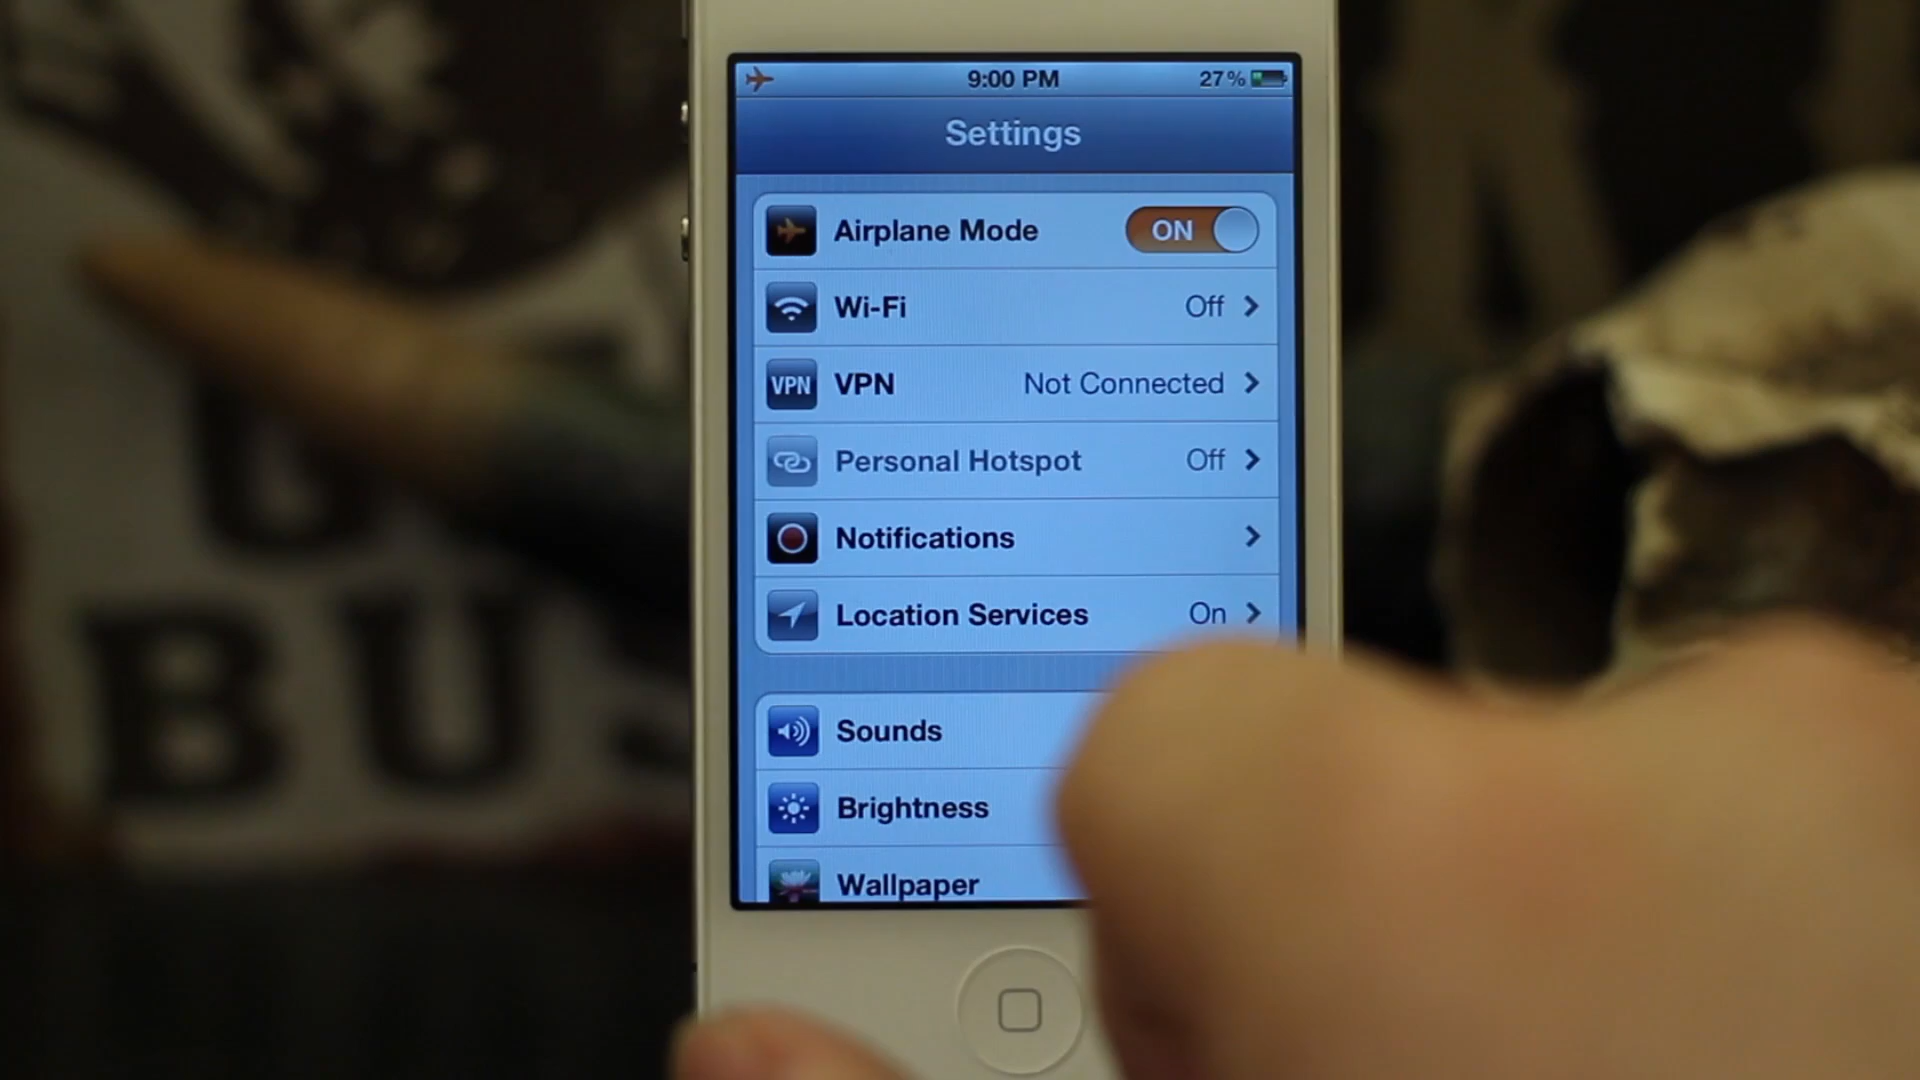 9:00 PM 27%
Settings
Airplane Mode ON
Wi-Fi Off
VPN VPN Not Connected
Personal Hotspot Off
Notifications
Location Services On
Sounds
Brightness
Wallpaper
U
BUS